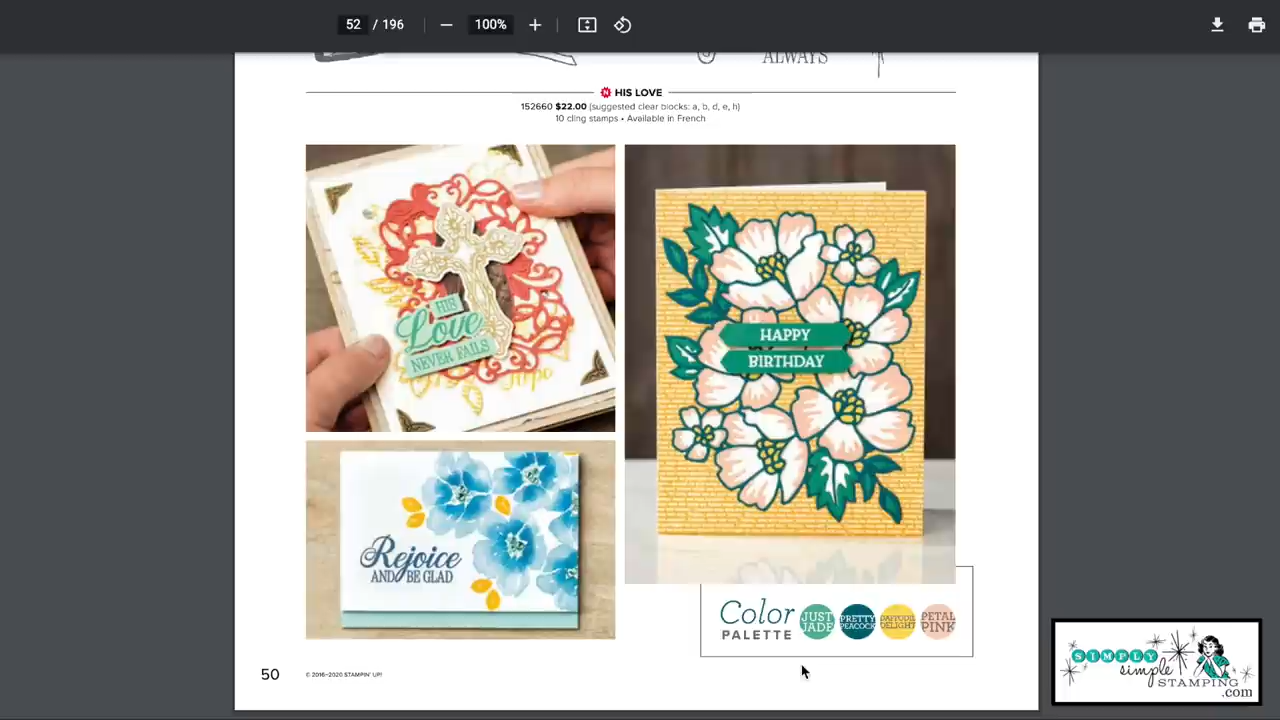 52 / 196
100%
ALWAYS
HIS LOVE
152660 $22.00 (suggested clear blocks: a, b, d, e, h)
10 cling stamps • Available in French
HIS
Love
NEVER FAILS
Hope
HAPPY
BIRTHDAY
Rejoice
AND BE GLAD
Color
PALETTE
JUST
JADE
PRETTY
PEACOCK
DAFFODIL
DELIGHT
PETAL
PINK
50
© 2016–2020 STAMPIN' UP!
SIMPLY
simple
STAMPING
.com